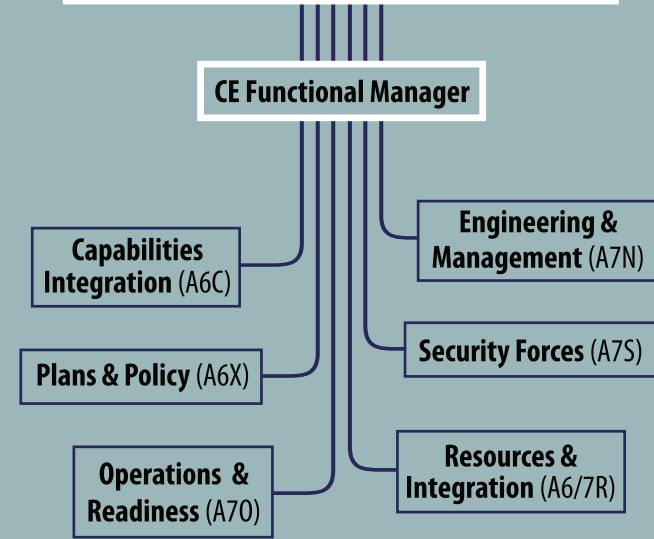 CE Functional Manager
Capabilities
Integration (A6C)
Engineering &
Management (A7N)
Plans & Policy (A6X)
Security Forces (A7S)
Operations &
Readiness (A7O)
Resources &
Integration (A6/7R)